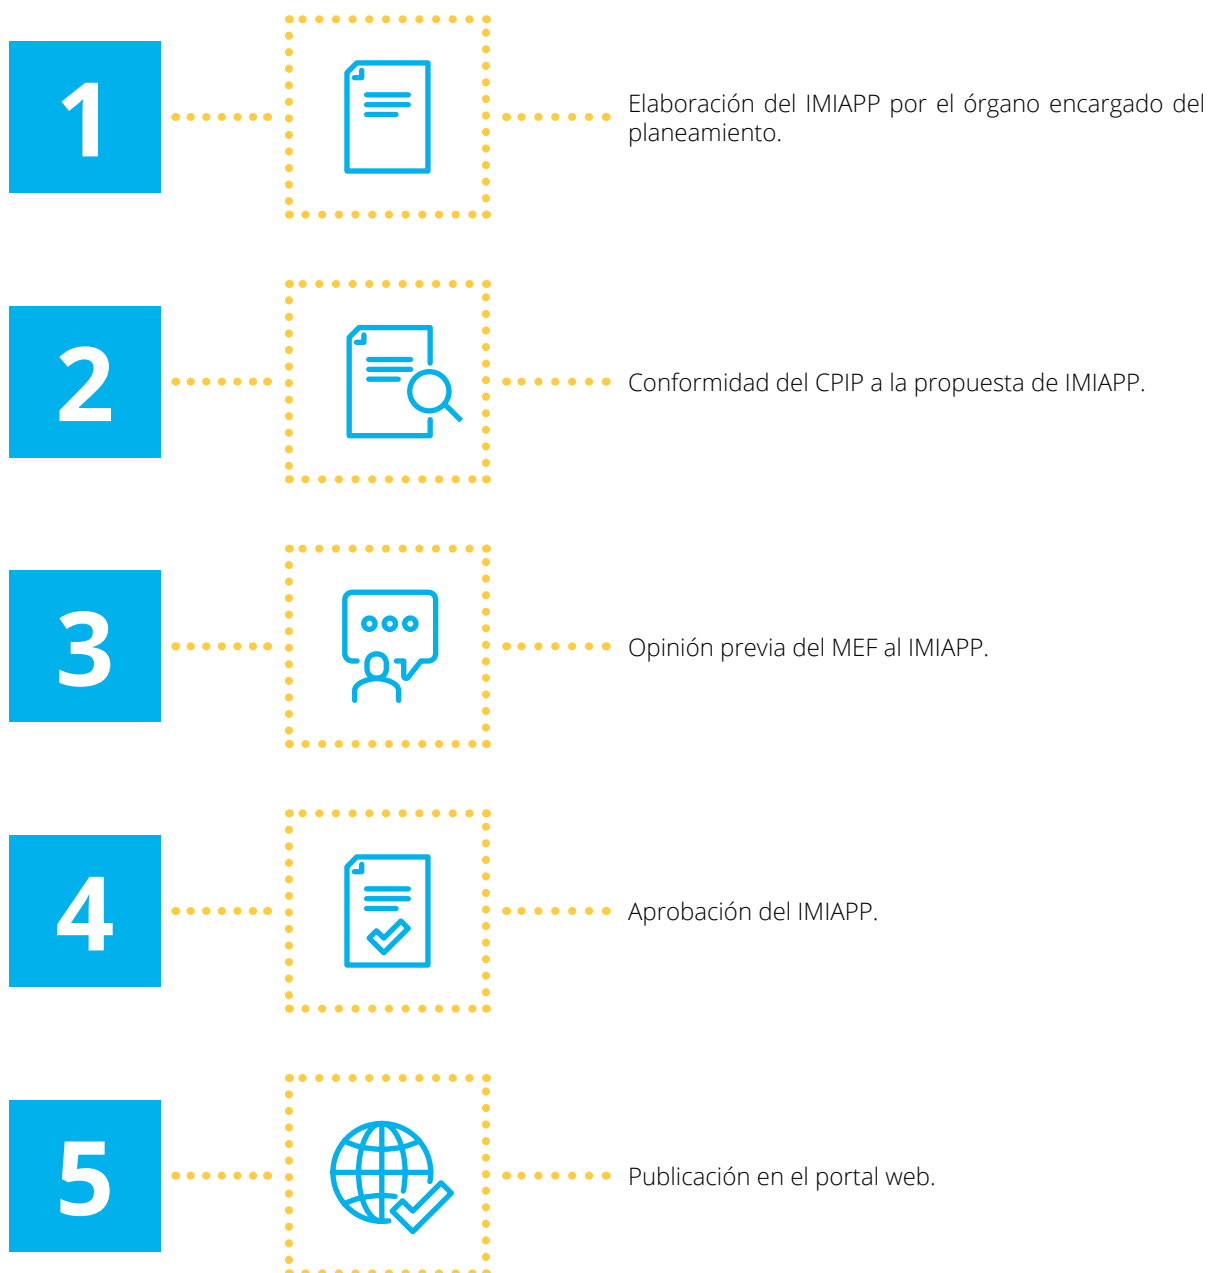 1
Elaboración del IMIAPP por el órgano encargado del
planeamiento.
2
Conformidad del CPIP a la propuesta de IMIAPP.
3
Opinión previa del MEF al IMIAPP.
4
Aprobación del IMIAPP.
5
Publicación en el portal web.